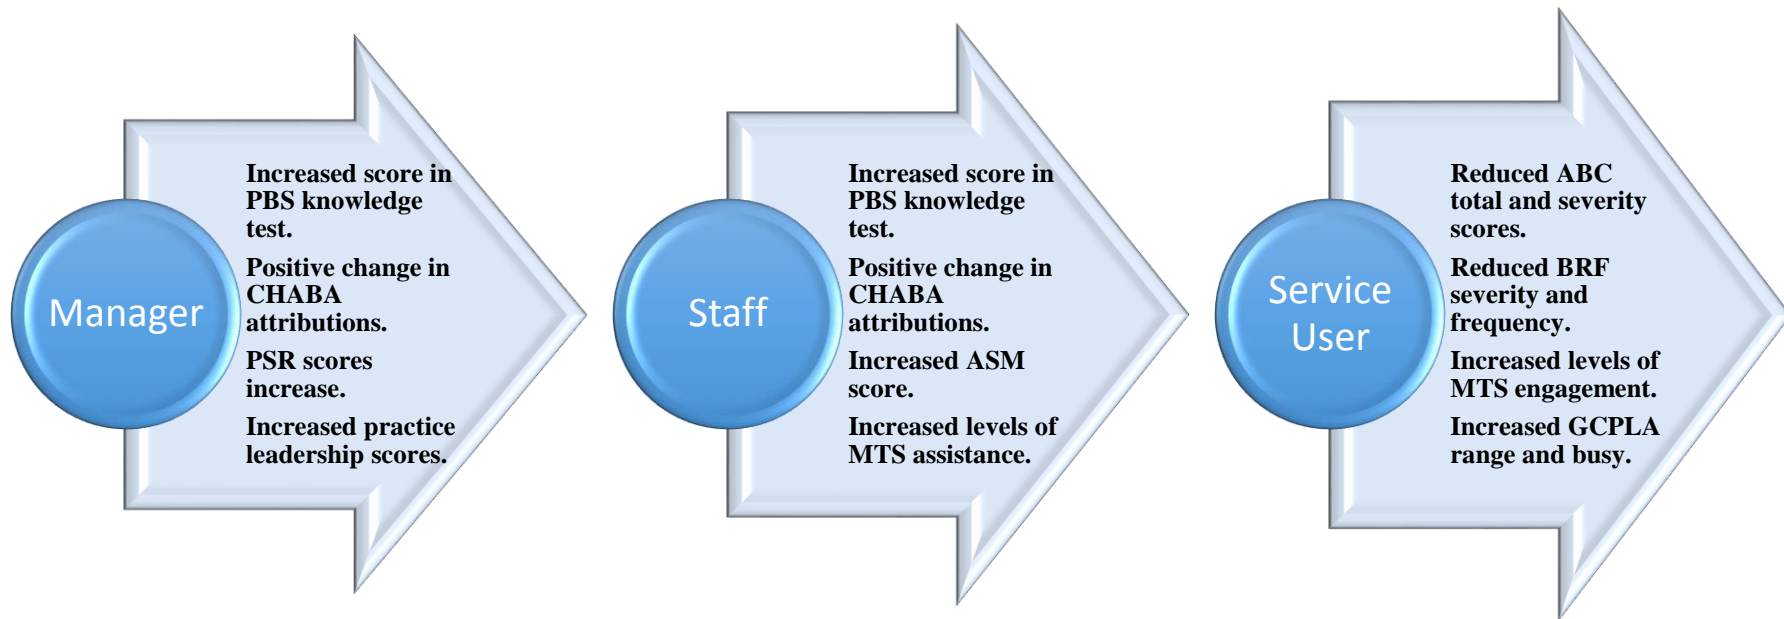 Manager
Increased score in
PBS knowledge
test.
Positive change in
CHABA
attributions.
PSR scores
increase.
Increased practice
leadership scores.
Staff
Increased score in
PBS knowledge
test.
Positive change in
CHABA
attributions.
Increased ASM
score.
Increased levels of
MTS assistance.
Service
User
Reduced ABC
total and severity
scores.
Reduced BRF
severity and
frequency.
Increased levels of
MTS engagement.
Increased GCPLA
range and busy.